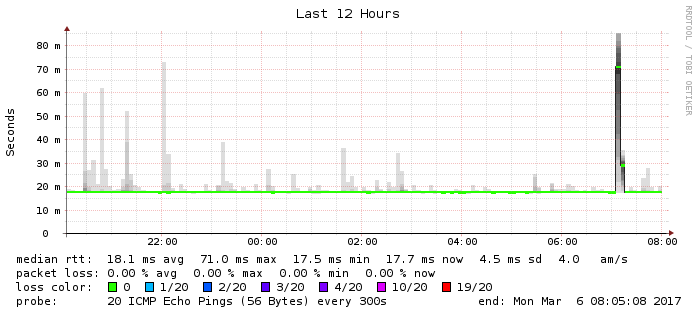 Last 12 Hours
RRDTOOL / TOBI OETIKER
Seconds
80 m
70 m
60 m
50 m
40 m
30 m
20 m
10 m
0
22:00 00:00 02:00 04:00 06:00 08:00
median rtt: 18.1 ms avg 71.0 ms max 17.5 ms min 17.7 ms now 4.5 ms sd 4.0 am/s
packet loss: 0.00 % avg 0.00 % max 0.00 % min 0.00 % now
loss color: 0 1/20 2/20 3/20 4/20 10/20 19/20
probe: 20 ICMP Echo Pings (56 Bytes) every 300s end: Mon Mar 6 08:05:08 2017